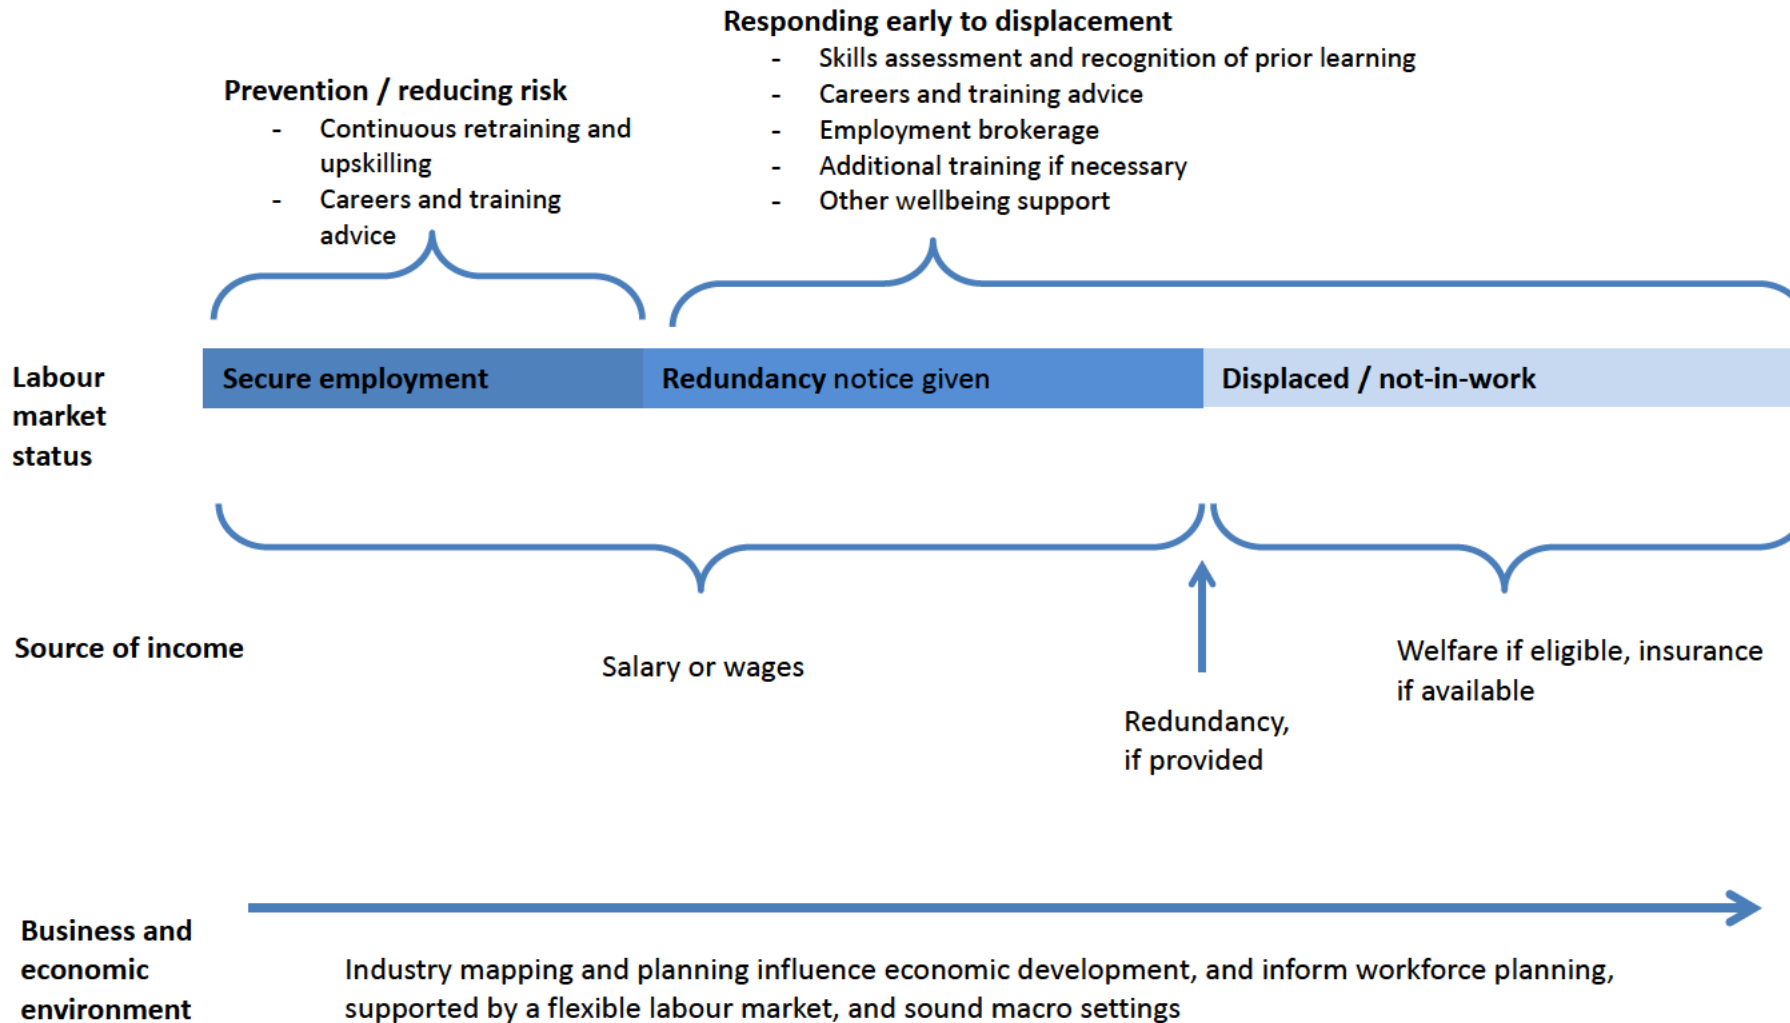 Responding early to displacement
- Skills assessment and recognition of prior learning
- Careers and training advice
- Employment brokerage
- Additional training if necessary
- Other wellbeing support
Prevention / reducing risk
- Continuous retraining and
upskilling
- Careers and training
advice
Labour
market
status
Secure employment
Redundancy notice given
Displaced / not-in-work
Source of income
Salary or wages
Redundancy,
if provided
Welfare if eligible, insurance
if available
Business and
economic
environment
Industry mapping and planning influence economic development, and inform workforce planning,
supported by a flexible labour market, and sound macro settings